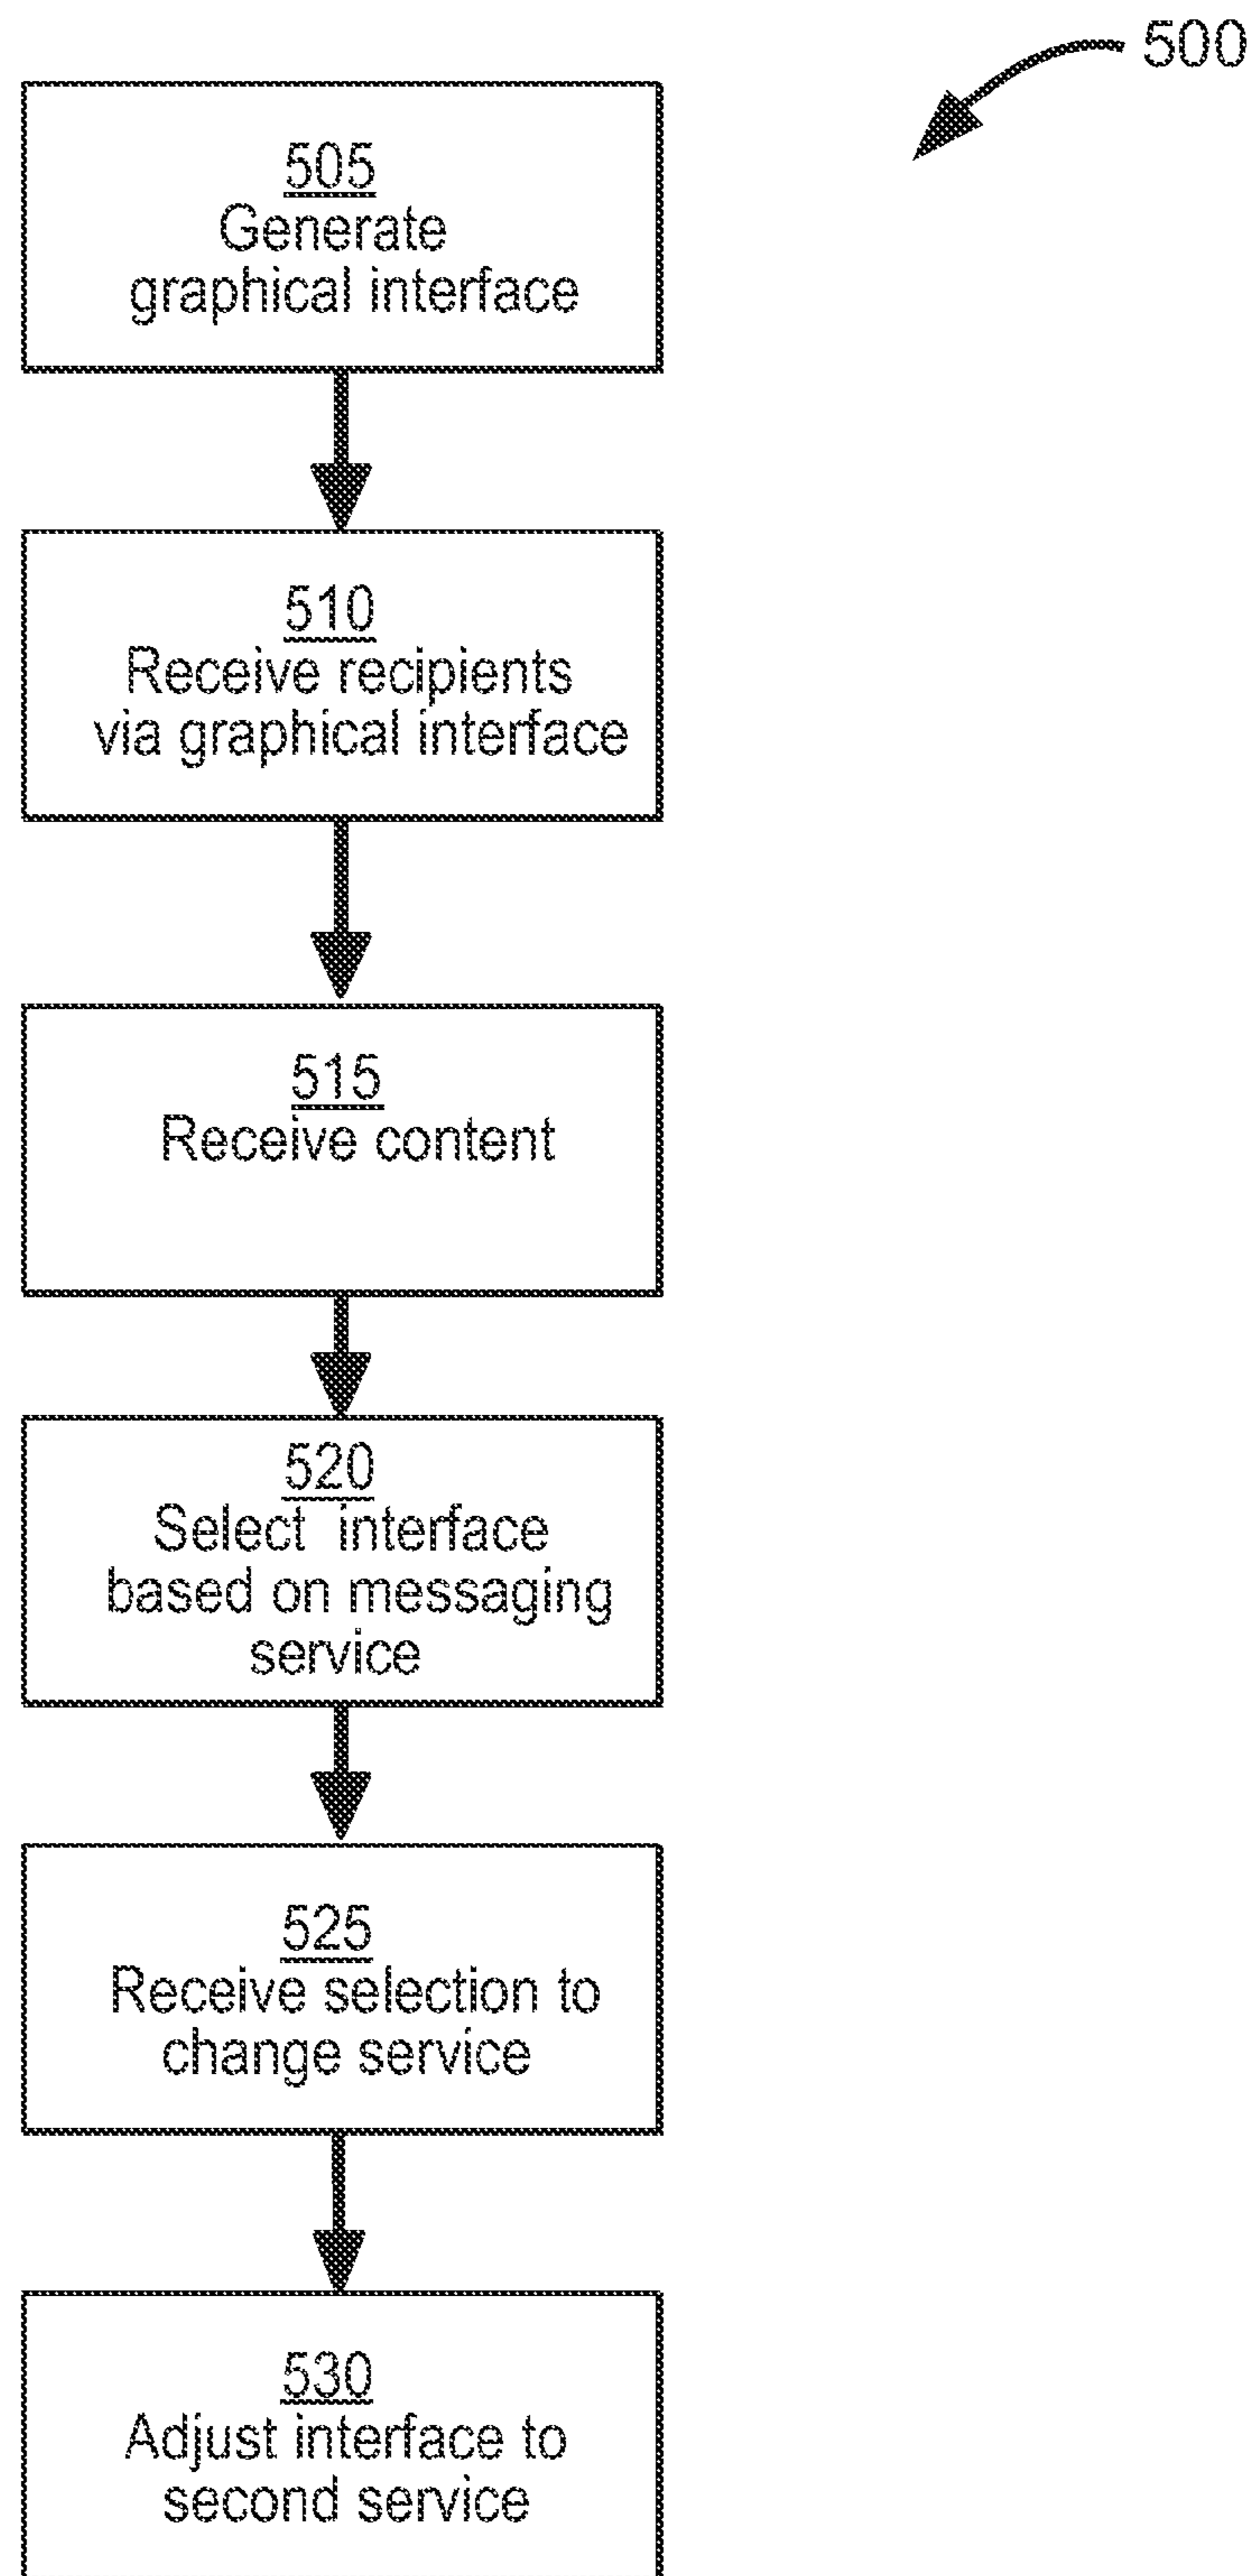 500
505
Generate
graphical interface
510
Receive recipients
via graphical interface
515
Receive content
520
Select interface
based on messaging
service
525
Receive selection to
change service
530
Adjust interface to
second service